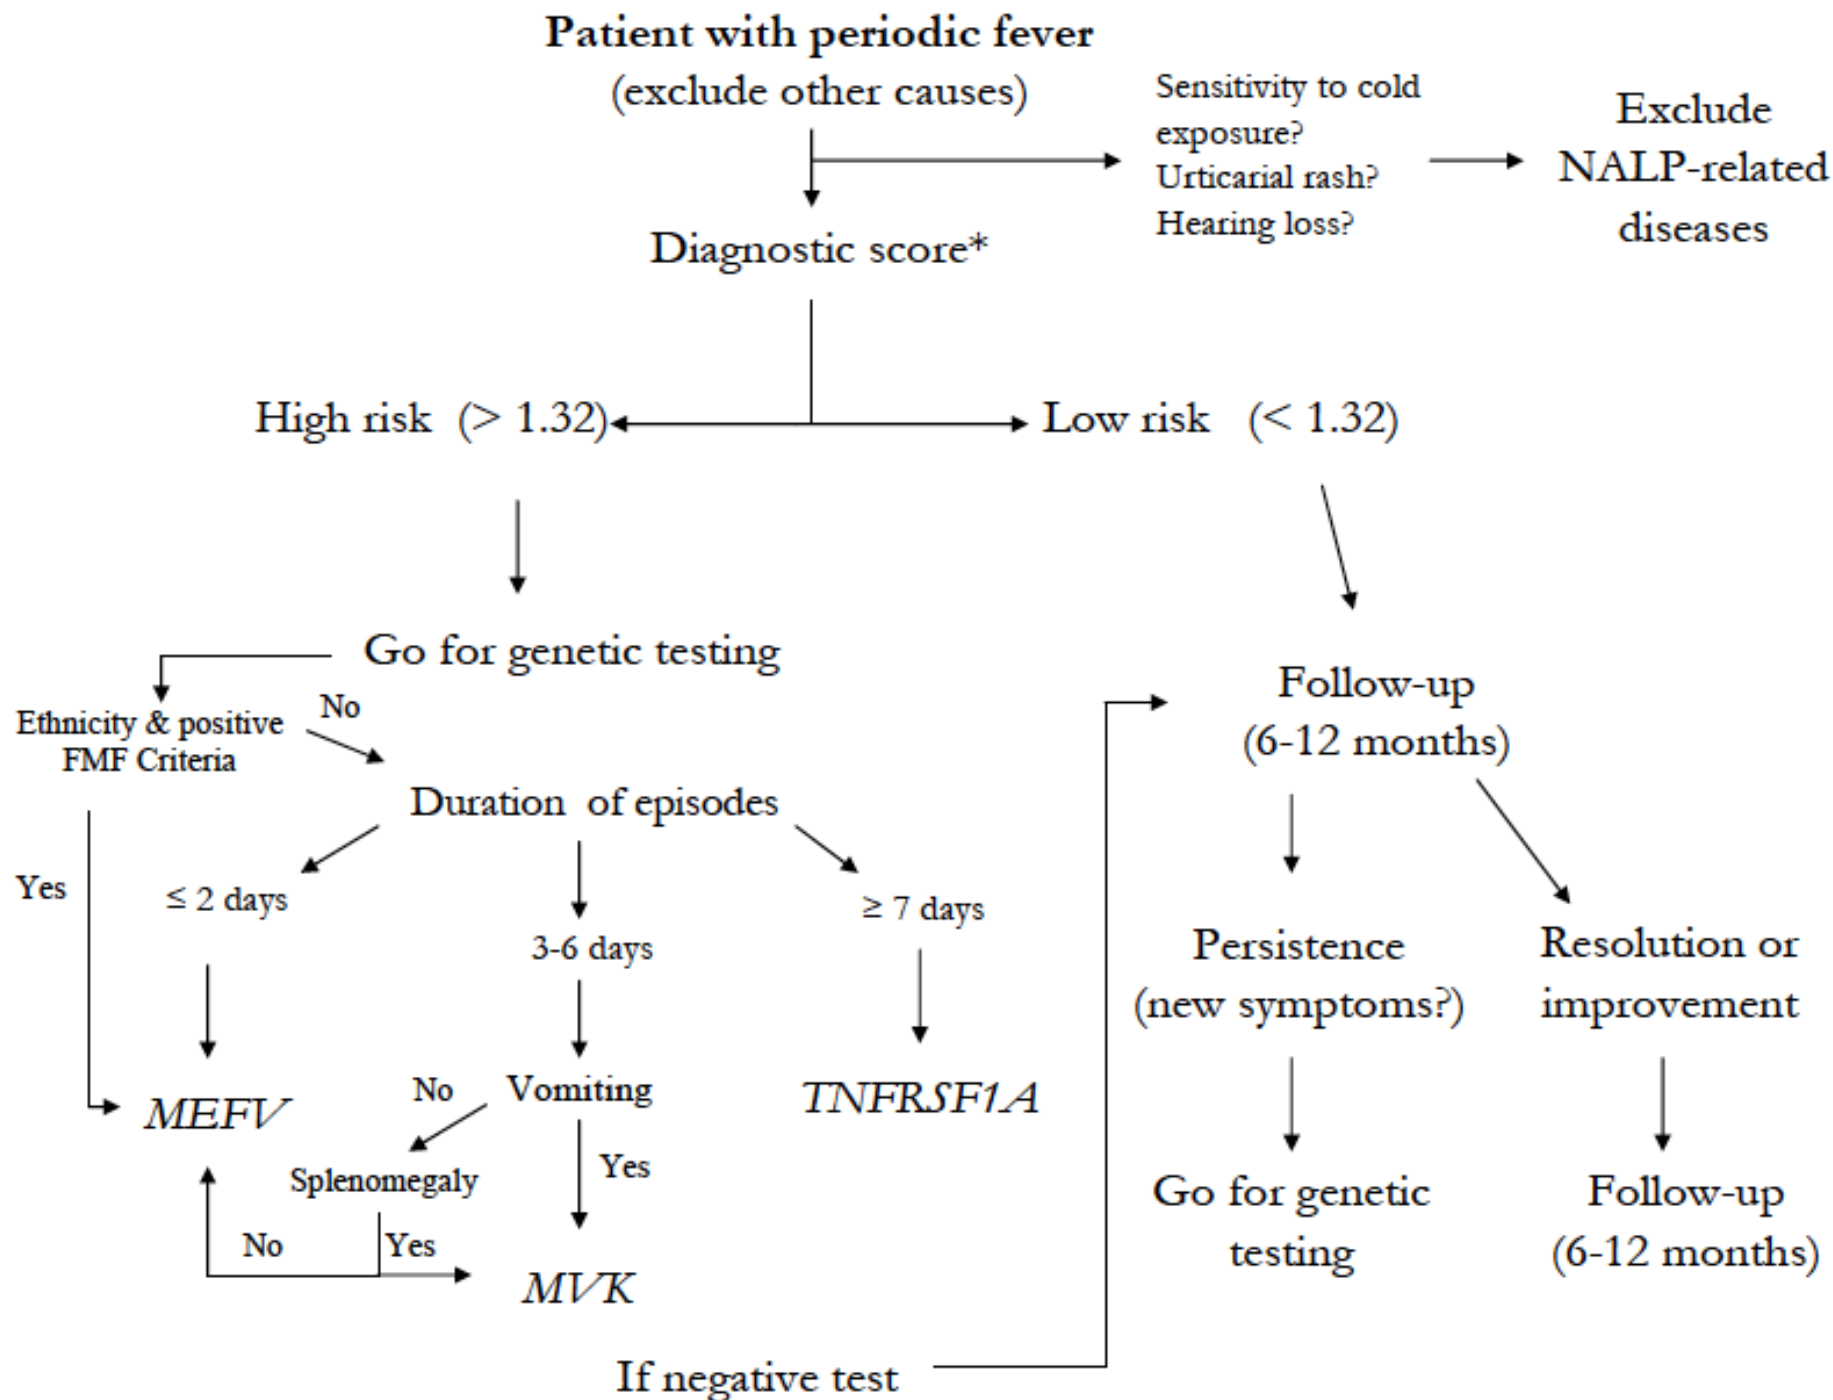 Patient with periodic fever
(exclude other causes)
Sensitivity to cold
exposure?
Urticarial rash?
Hearing loss?
Exclude
NALP-related
diseases
Diagnostic score*
High risk (> 1.32)
Low risk (< 1.32)
Go for genetic testing
Ethnicity & positive
FMF Criteria
No
Yes
Duration of episodes
≤ 2 days
3-6 days
≥ 7 days
MEFV
No
Vomiting
Yes
TNFRSF1A
Splenomegaly
No
Yes
MVK
If negative test
Follow-up
(6-12 months)
Persistence
(new symptoms?)
Resolution or
improvement
Go for genetic
testing
Follow-up
(6-12 months)